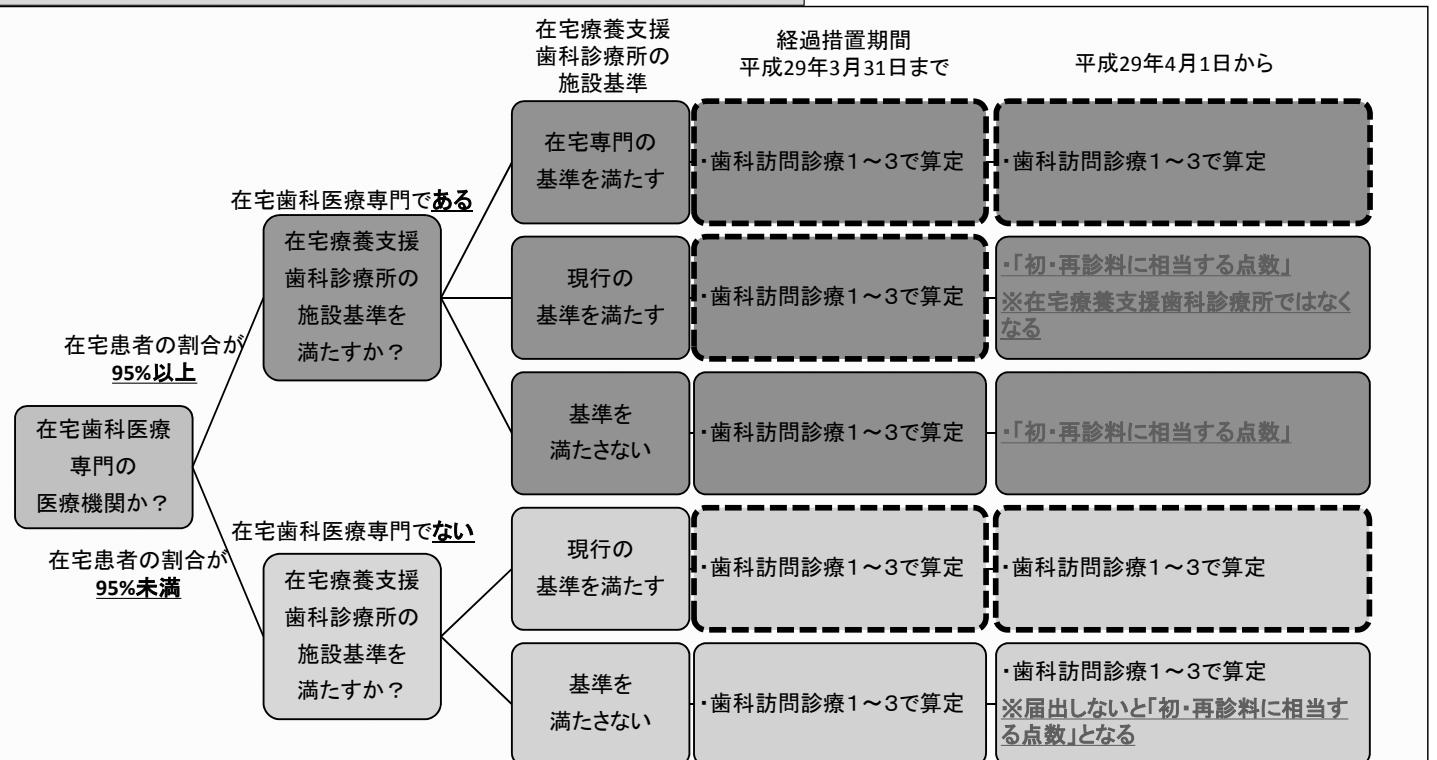 在宅療養支援
歯科診療所の
施設基準
経過措置期間
平成29年3月31日まで
平成29年4月1日から
在宅専門の
基準を満たす
・歯科訪問診療1~3で算定
・歯科訪問診療1~3で算定
在宅歯科医療専門である
在宅療養支援
歯科診療所の
施設基準を
満たすか?
現行の
基準を満たす
・歯科訪問診療1~3で算定
・「初・再診料に相当する点数」
※在宅療養支援歯科診療所ではなく
なる
在宅患者の割合が
95%以上
基準を
満たさない
・歯科訪問診療1~3で算定
・「初・再診料に相当する点数」
在宅歯科医療
専門の
医療機関か?
在宅歯科医療専門でない
在宅患者の割合が
95%未満
在宅療養支援
歯科診療所の
施設基準を
満たすか?
現行の
基準を満たす
・歯科訪問診療1~3で算定
・歯科訪問診療1~3で算定
基準を
満たさない
・歯科訪問診療1~3で算定
・歯科訪問診療1~3で算定
※届出しないと「初・再診料に相当す
る点数」となる